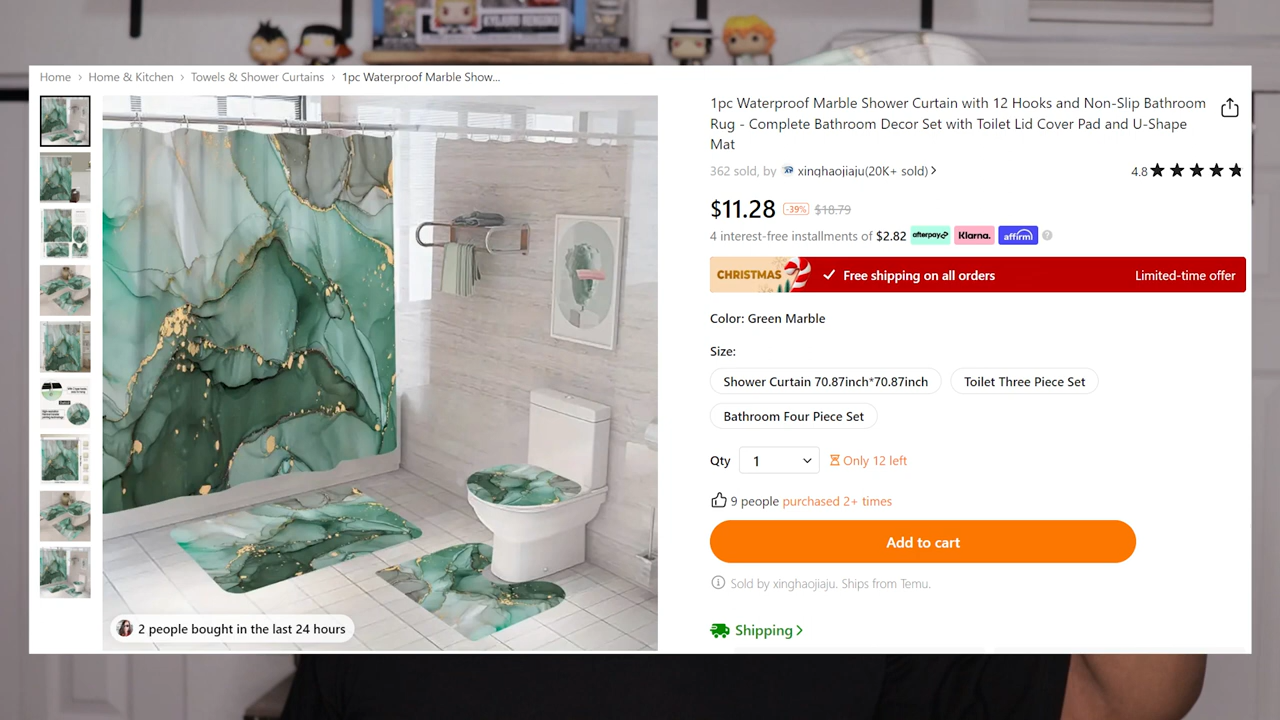 KYOJURO RENGOKU
Home > Home & Kitchen > Towels & Shower Curtains > 1pc Waterproof Marble Show...
1pc Waterproof Marble Shower Curtain with 12 Hooks and Non-Slip Bathroom
Rug - Complete Bathroom Decor Set with Toilet Lid Cover Pad and U-Shape
Mat
362 sold, by xinghaojiaju(20K+ sold) >
4.8
$11.28 -39% $18.79
4 interest-free installments of $2.82 afterpay Klarna. affirm
CHRISTMAS Free shipping on all orders Limited-time offer
Color: Green Marble
Size:
Shower Curtain 70.87inch*70.87inch Toilet Three Piece Set
Bathroom Four Piece Set
Qty 1 Only 12 left
9 people purchased 2+ times
Add to cart
Sold by xinghaojiaju. Ships from Temu.
2 people bought in the last 24 hours
Shipping >